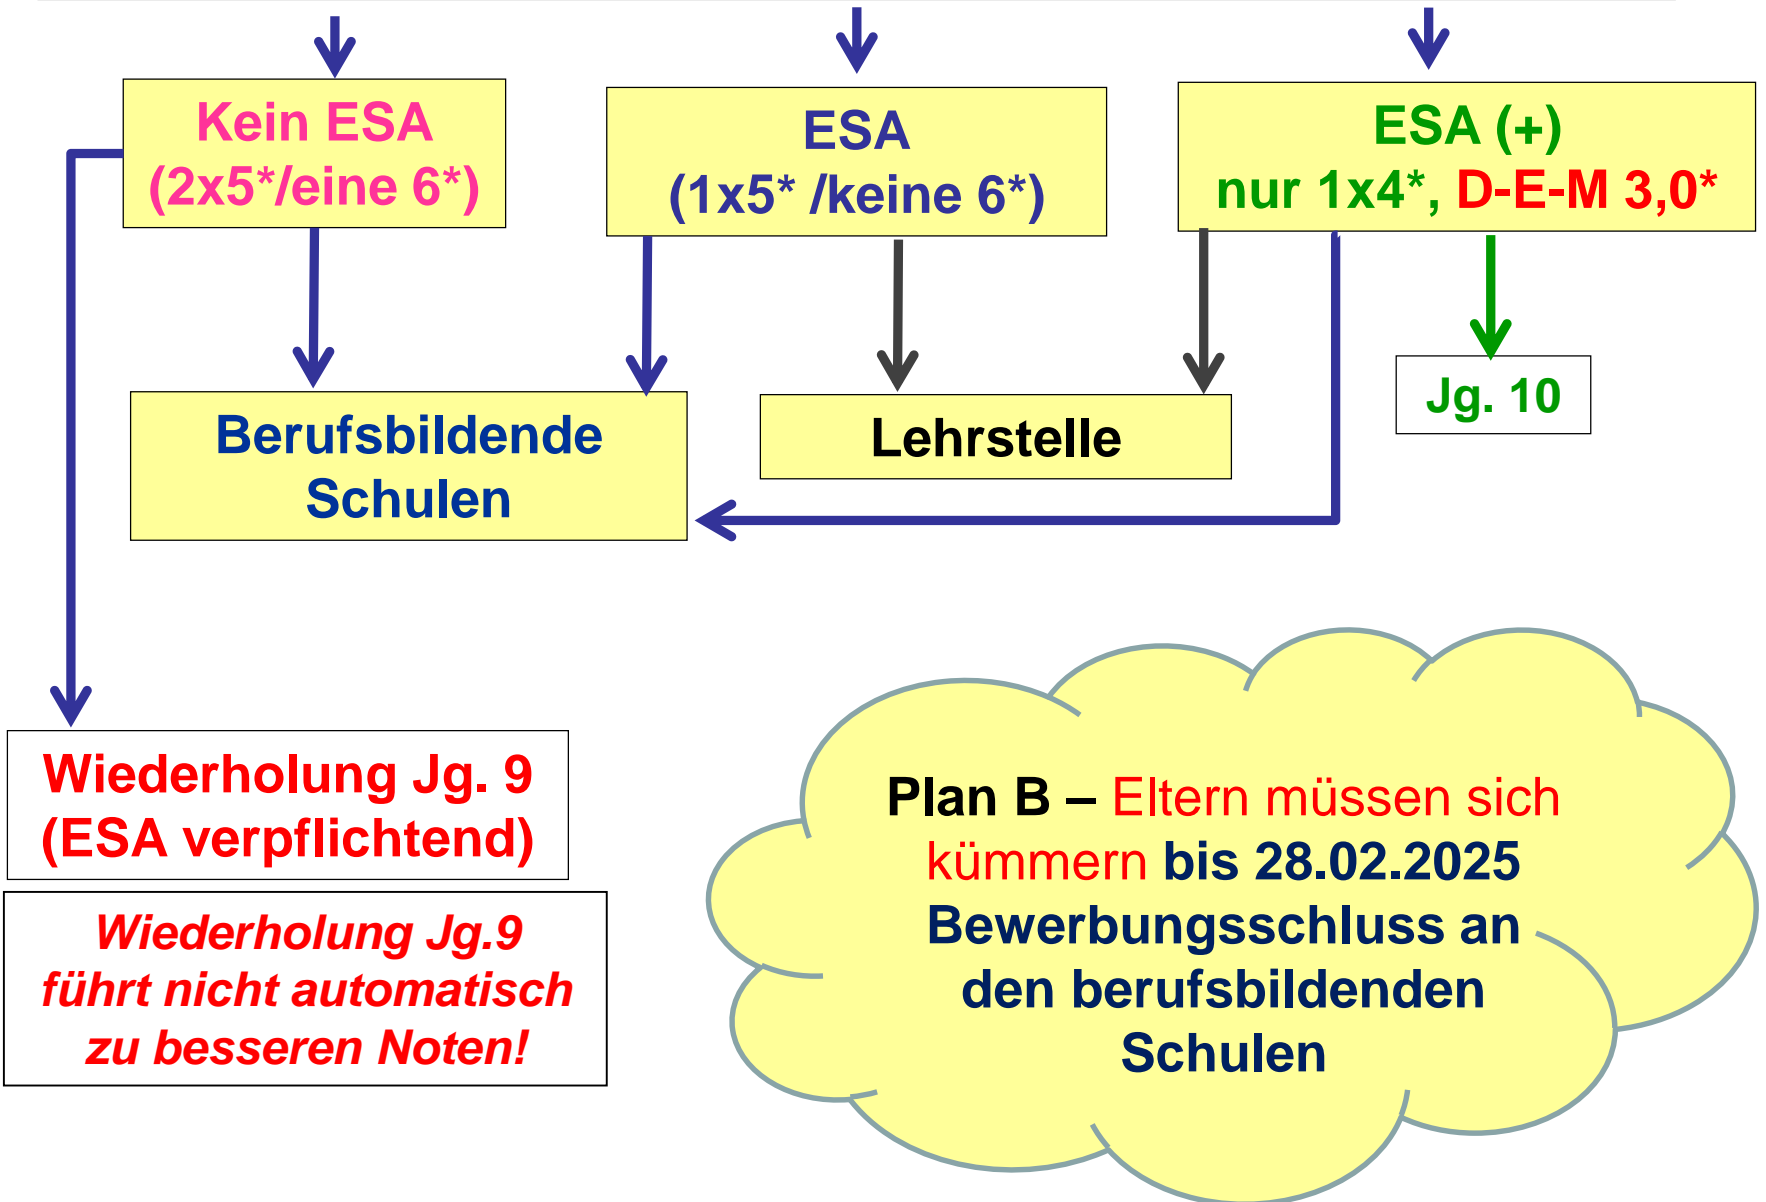 Kein ESA
(2x5*/eine 6*)
ESA
(1x5* /keine 6*)
ESA (+)
nur 1x4*, D-E-M 3,0*
Berufsbildende
Schulen
Lehrstelle
Jg. 10
Wiederholung Jg. 9
(ESA verpflichtend)
Wiederholung Jg.9
führt nicht automatisch
zu besseren Noten!
Plan B – Eltern müssen sich
kümmern bis 28.02.2025
Bewerbungsschluss an
den berufsbildenden
Schulen